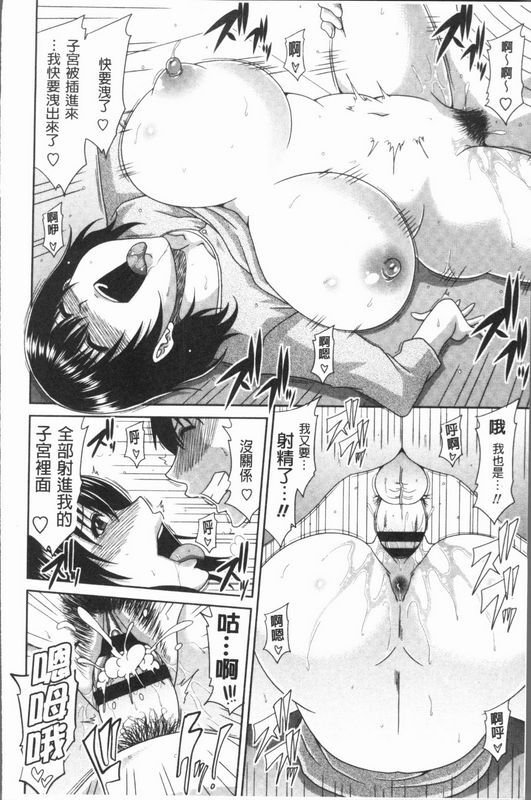 啊〜啊〜♡
啊♡
快要洩了♡
子宮被插進來
…我快要洩出來了♡
啊咿♡
啊嗯♡
哦
我也是…!!
呼啊♡
我又要…
射精了…!!
沒關係♡
呼♡
全部射進我的
子宮裡面♡
呼♡
啊嗯♡
啊呼♡
咕…啊!!!
嗯呣哦♡